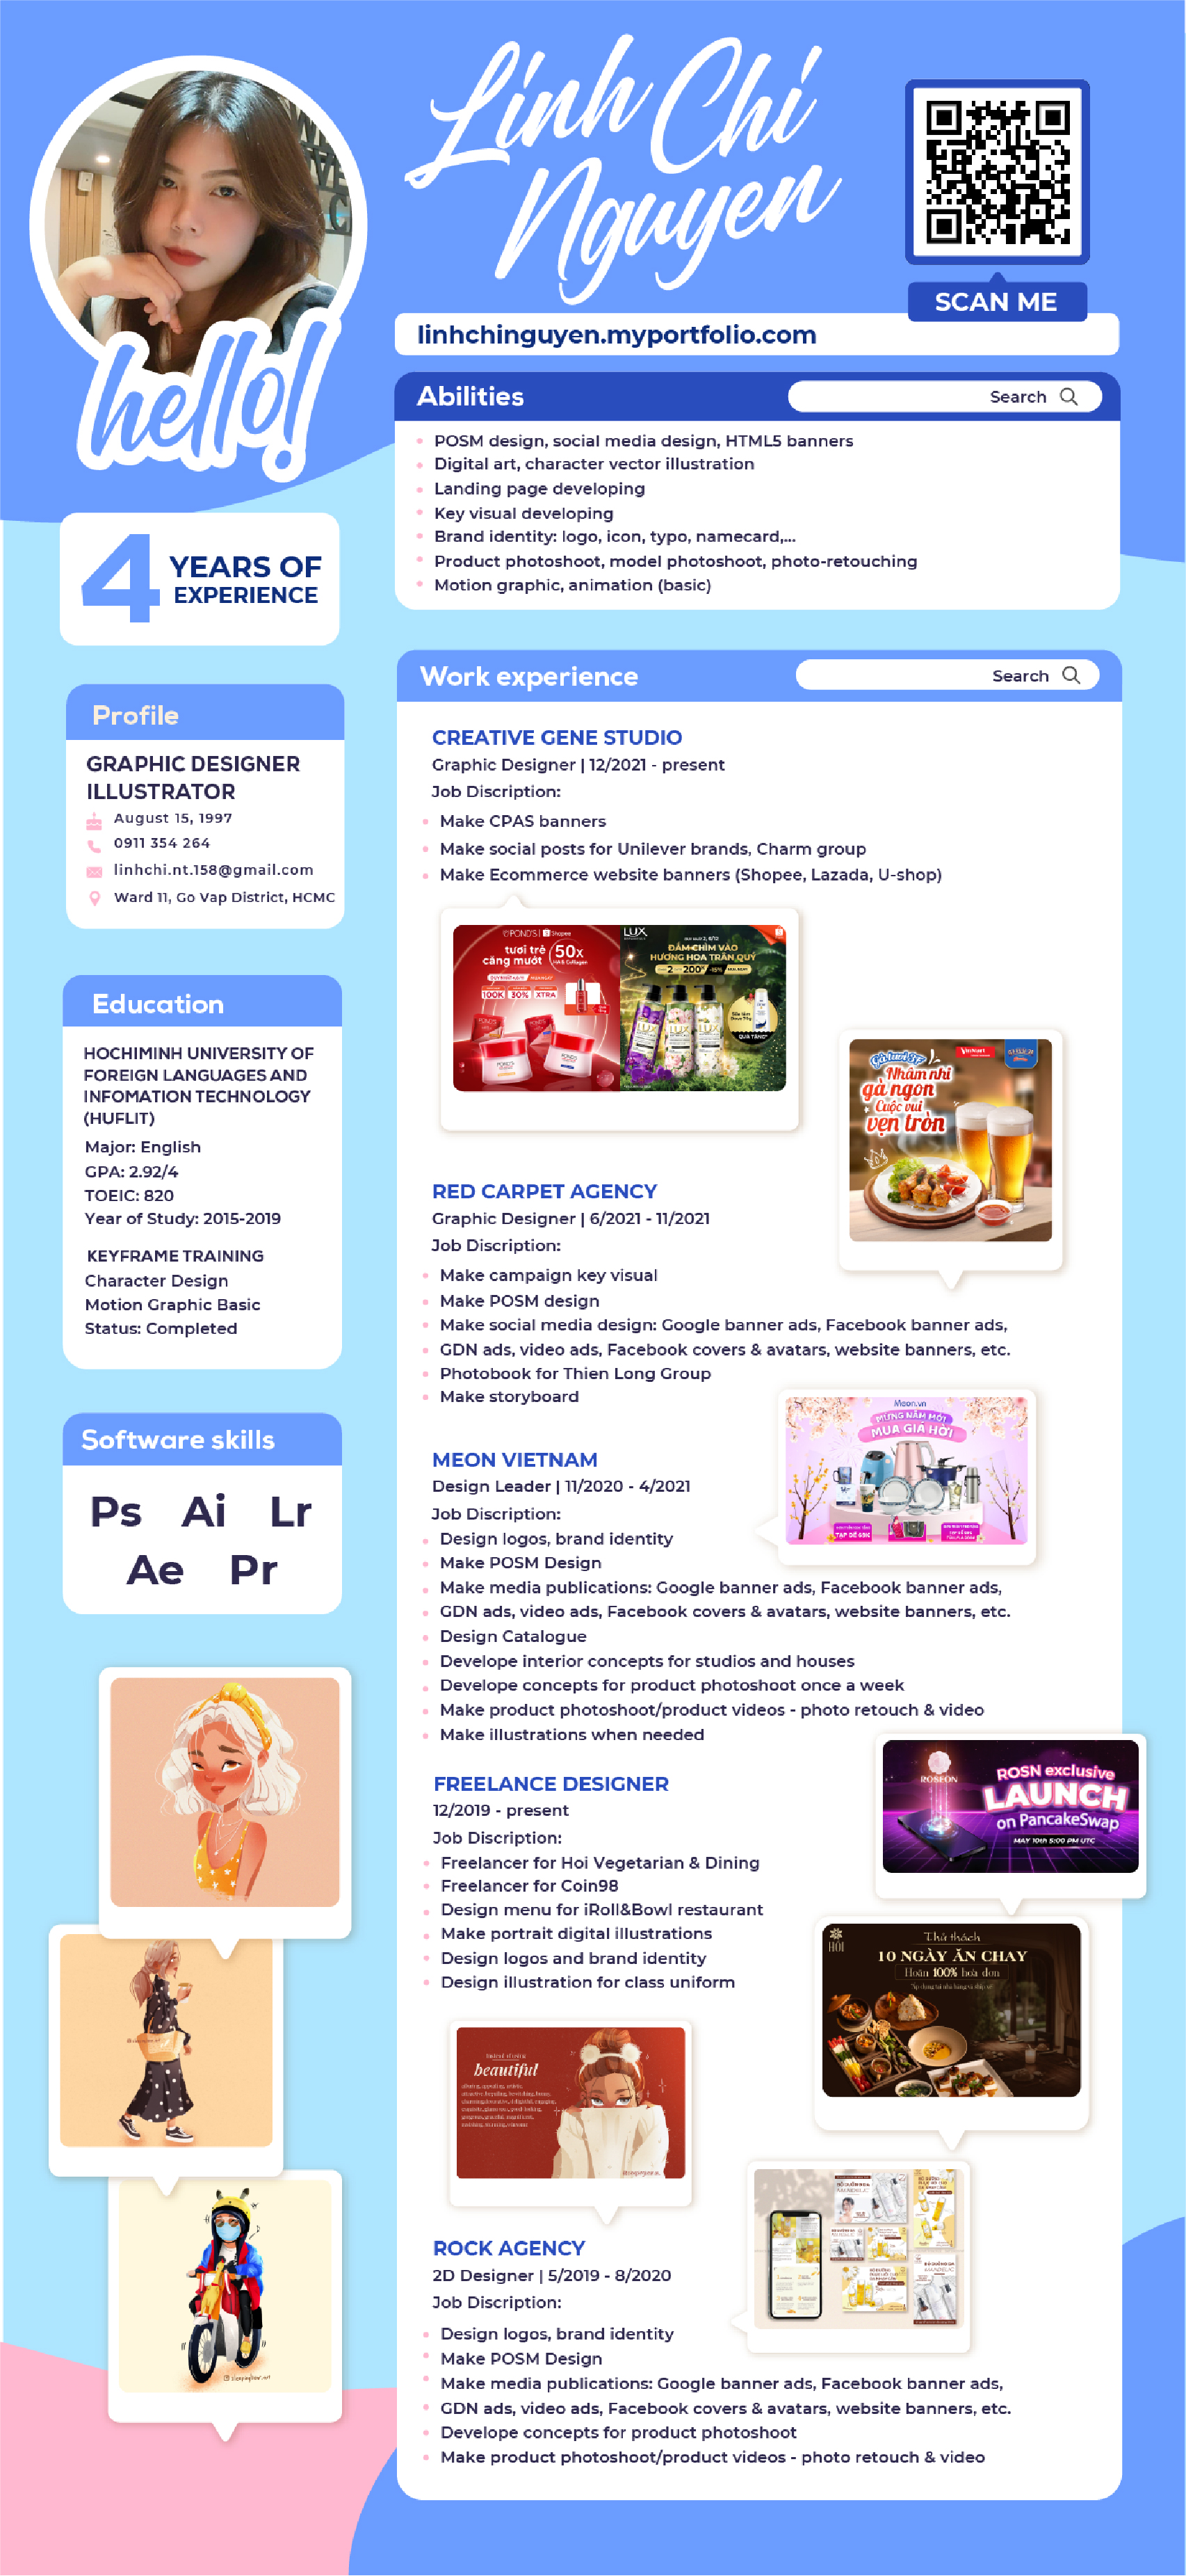 Linh Chi
Nguyen
SCAN ME
linhchinguyen.myportfolio.com
hello!
4 YEARS OF
EXPERIENCE
Profile
GRAPHIC DESIGNER
ILLUSTRATOR
August 15, 1997
0911 354 264
linhchi.nt.158@gmail.com
Ward 11, Go Vap District, HCMC
Education
HOCHIMINH UNIVERSITY OF
FOREIGN LANGUAGES AND
INFOMATION TECHNOLOGY
(HUFLIT)
Major: English
GPA: 2.92/4
TOEIC: 820
Year of Study: 2015-2019
KEYFRAME TRAINING
Character Design
Motion Graphic Basic
Status: Completed
Software skills
Ps Ai Lr
Ae Pr
Abilities
Search
POSM design, social media design, HTML5 banners
Digital art, character vector illustration
Landing page developing
Key visual developing
Brand identity: logo, icon, typo, namecard,...
Product photoshoot, model photoshoot, photo-retouching
Motion graphic, animation (basic)
Work experience
Search
CREATIVE GENE STUDIO
Graphic Designer | 12/2021 - present
Job Discription:
Make CPAS banners
Make social posts for Unilever brands, Charm group
Make Ecommerce website banners (Shopee, Lazada, U-shop)
POND'S | Shopee
tươi trẻ
căng mướt
50x
100K 30% XTRA
LUX
ĐẮM CHÌM VÀO
HƯƠNG HOA TRÂN QUÝ
QUÀ TẶNG
VinMart
Nhâm nhi
gà ngon
Cuộc vui
vẹn tròn
RED CARPET AGENCY
Graphic Designer | 6/2021 - 11/2021
Job Discription:
Make campaign key visual
Make POSM design
Make social media design: Google banner ads, Facebook banner ads,
GDN ads, video ads, Facebook covers & avatars, website banners, etc.
Photobook for Thien Long Group
Make storyboard
Meon.vn
MỪNG NĂM MỚI
MUA GIÁ HỜI
MEON VIETNAM
Design Leader | 11/2020 - 4/2021
Job Discription:
Design logos, brand identity
Make POSM Design
Make media publications: Google banner ads, Facebook banner ads,
GDN ads, video ads, Facebook covers & avatars, website banners, etc.
Design Catalogue
Develope interior concepts for studios and houses
Develope concepts for product photoshoot once a week
Make product photoshoot/product videos - photo retouch & video
Make illustrations when needed
ROSEON
ROSN exclusive
LAUNCH
on PancakeSwap
MAY 10th 5:00 PM UTC
FREELANCE DESIGNER
12/2019 - present
Job Discription:
Freelancer for Hoi Vegetarian & Dining
Freelancer for Coin98
Design menu for iRoll&Bowl restaurant
Make portrait digital illustrations
Design logos and brand identity
Design illustration for class uniform
HỒI
Thử thách
10 NGÀY ĂN CHAY
Hoàn 100% hóa đơn
beautiful
ROCK AGENCY
2D Designer | 5/2019 - 8/2020
Job Discription:
Design logos, brand identity
Make POSM Design
Make media publications: Google banner ads, Facebook banner ads,
GDN ads, video ads, Facebook covers & avatars, website banners, etc.
Develope concepts for product photoshoot
Make product photoshoot/product videos - photo retouch & video